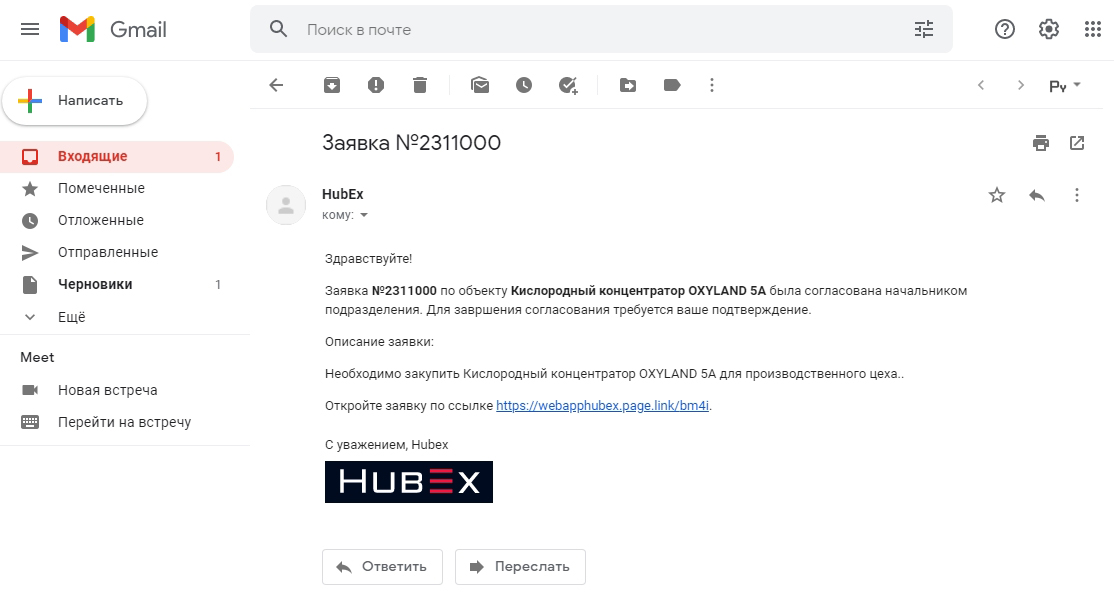 Gmail
Поиск в почте
Написать
Ру
Входящие 1
Помеченные
Отложенные
Отправленные
Черновики 1
Ещё
Meet
Новая встреча
Перейти на встречу
Заявка №2311000
HubEx
кому:
Здравствуйте!
Заявка №2311000 по объекту Кислородный концентратор OXYLAND 5A была согласована начальником
подразделения. Для завршения согласования требуется ваше подтверждение.
Описание заявки:
Необходимо закупить Кислородный концентратор OXYLAND 5A для производственного цеха..
Откройте заявку по ссылке https://webapphubex.page.link/bm4i.
С уважением, Hubex
HUBEX
Ответить
Переслать